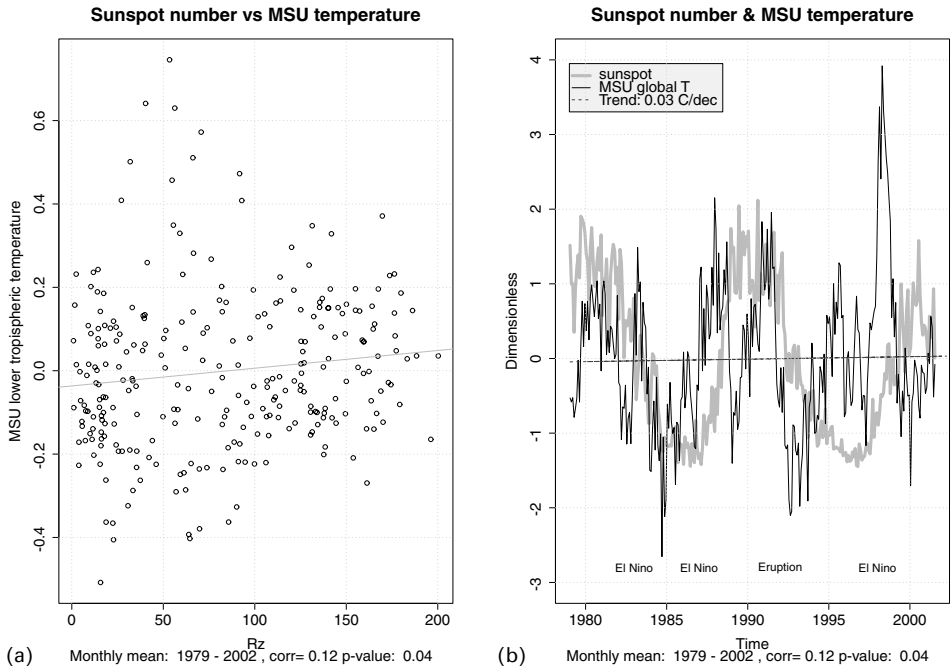 Sunspot number vs MSU temperature
MSU lower tropispheric temperature
0.6
0.4
0.2
0.0
-0.2
-0.4
0 50 100 150 200
Rz
(a) Monthly mean: 1979 - 2002 , corr= 0.12 p-value: 0.04
Sunspot number & MSU temperature
sunspot
MSU global T
Trend: 0.03 C/dec
Dimensionless
4
3
2
1
0
-1
-2
-3
El Nino El Nino Eruption El Nino
1980 1985 1990 1995 2000
Time
(b) Monthly mean: 1979 - 2002 , corr= 0.12 p-value: 0.04